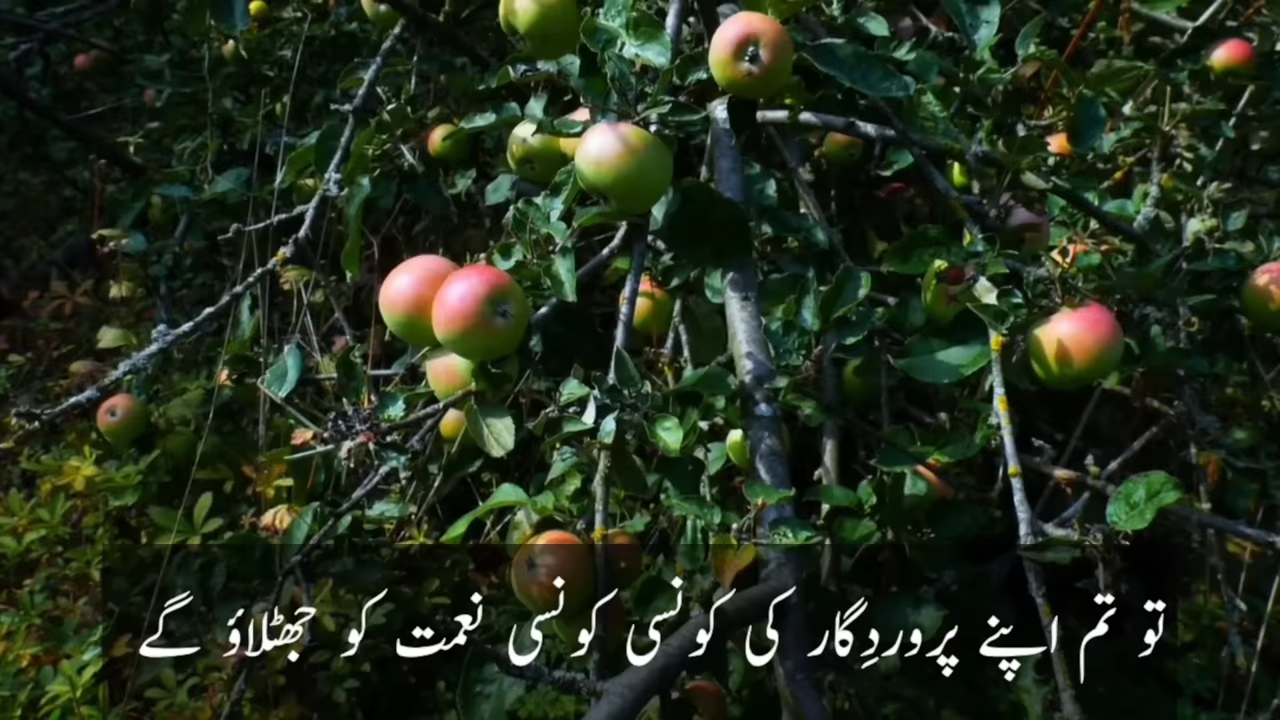 تو تم اپنے پروردِگار کی کونسی کونسی نعمت کو جھٹلاؤ گے